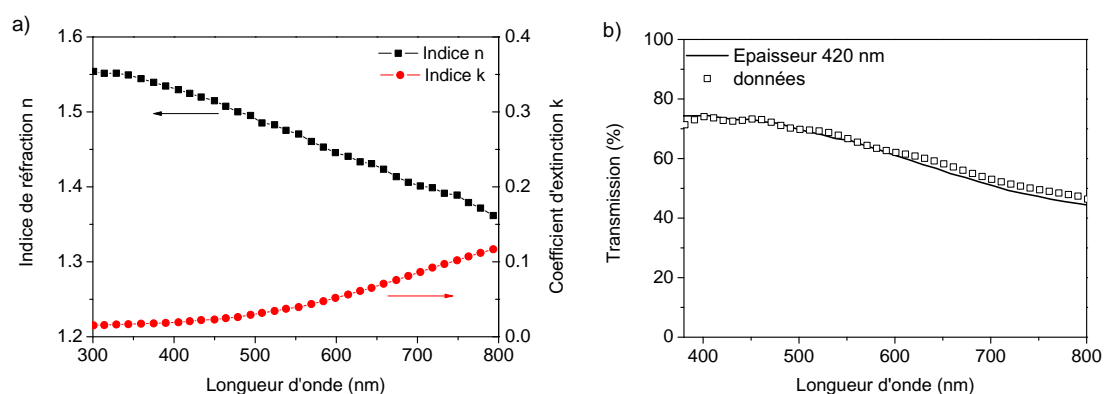 a)
1.6
1.5
1.4
1.3
1.2
Indice de réfraction n
Indice n
Indice k
0.4
0.3
0.2
0.1
0.0
Coefficient d'extinction k
300 400 500 600 700 800
Longueur d'onde (nm)
b)
100
80
60
40
20
0
Transmission (%)
Epaisseur 420 nm
données
400 500 600 700 800
Longueur d'onde (nm)